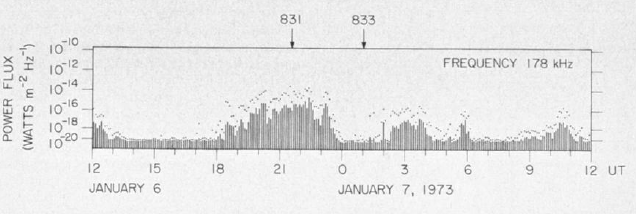 831 833
POWER FLUX
(WATTS m⁻² Hz⁻¹)
10⁻¹⁰
10⁻¹²
10⁻¹⁴
10⁻¹⁶
10⁻¹⁸
10⁻²⁰
FREQUENCY 178 kHz
12 15 18 21 0 3 6 9 12 UT
JANUARY 6 JANUARY 7, 1973